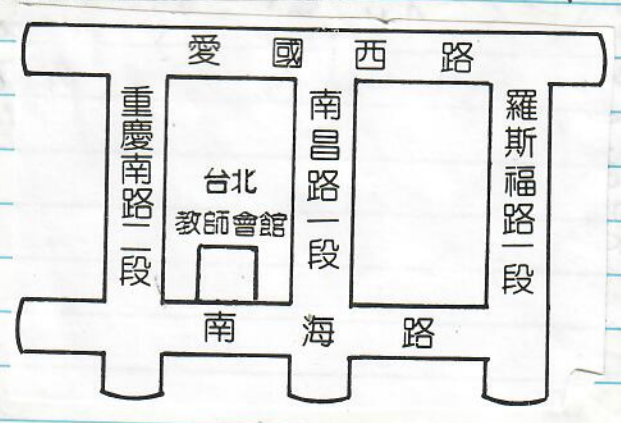 愛國西路
重慶南路二段
南昌路一段
羅斯福路一段
台北
教師會館
南海路